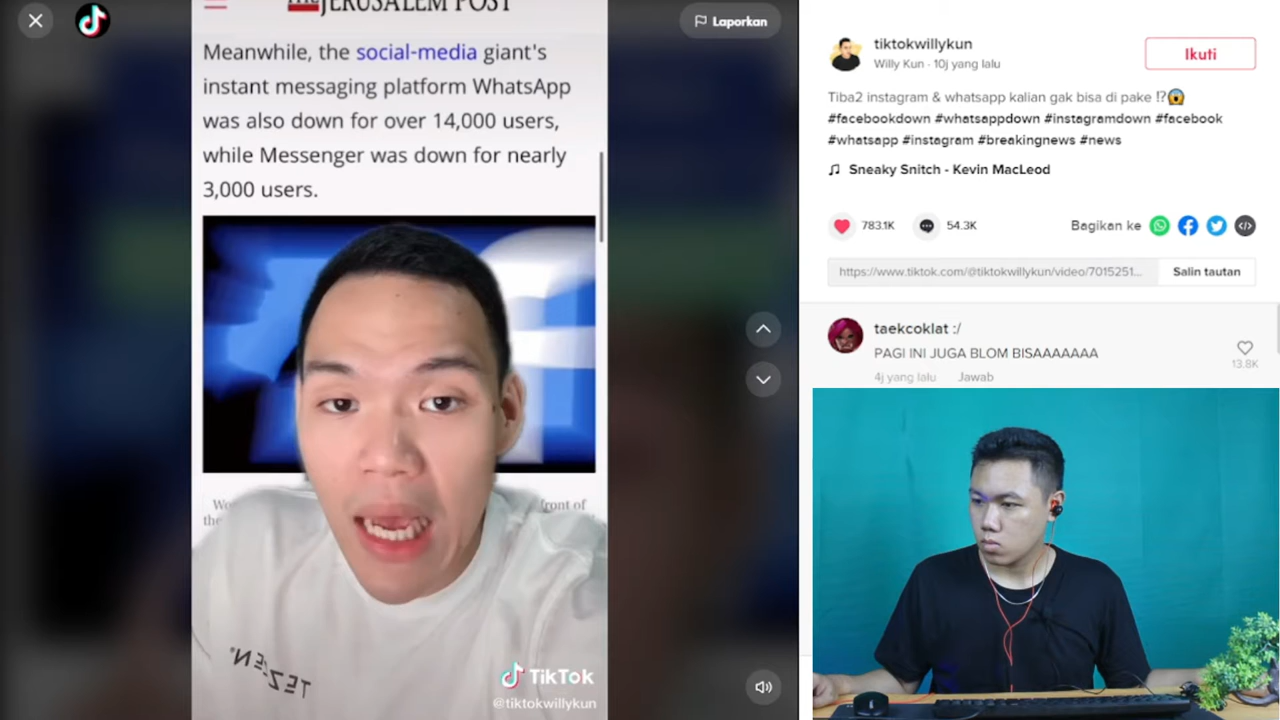 The JERUSALEM POST
Laporkan
Meanwhile, the social-media giant's
instant messaging platform WhatsApp
was also down for over 14,000 users,
while Messenger was down for nearly
3,000 users.
front of
the
TEZZEN
TikTok
@tiktokwillykun
tiktokwillykun
Willy Kun · 10j yang lalu
Ikuti
Tiba2 instagram & whatsapp kalian gak bisa di pake !?😱
#facebookdown #whatsappdown #instagramdown #facebook
#whatsapp #instagram #breakingnews #news
♫ Sneaky Snitch - Kevin MacLeod
783.1K
54.3K
Bagikan ke
https://www.tiktok.com/@tiktokwillykun/video/7015251...
Salin tautan
taekcoklat :/
PAGI INI JUGA BLOM BISAAAAAAA
13.8K
4j yang lalu Jawab